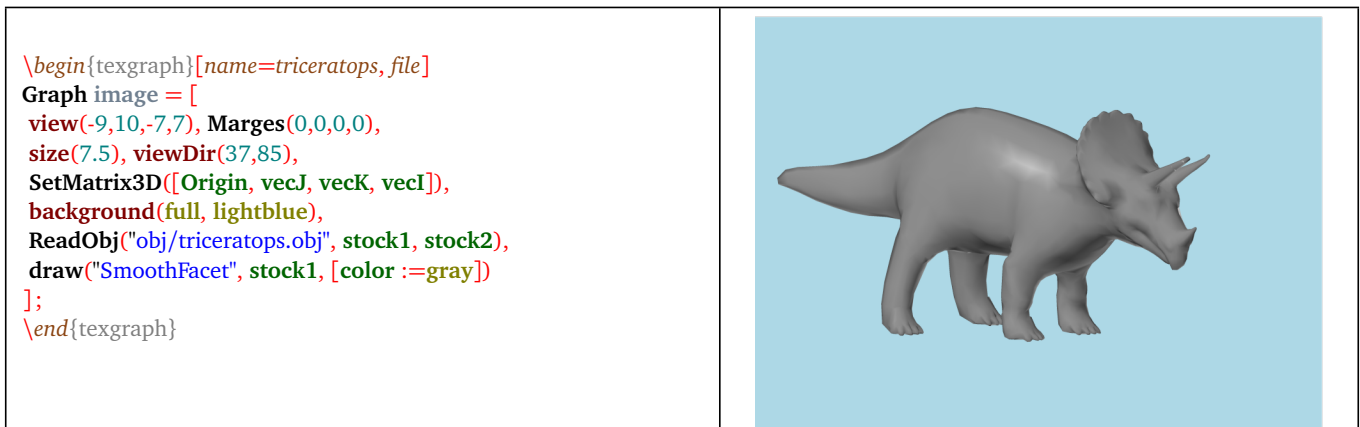 \begin{texgraph}[name=triceratops, file]
Graph image = [
view(-9,10,-7,7), Marges(0,0,0,0),
size(7.5), viewDir(37,85),
SetMatrix3D([Origin, vecJ, vecK, vecI]),
background(full, lightblue),
ReadObj("obj/triceratops.obj", stock1, stock2),
draw("SmoothFacet", stock1, [color :=gray])
];
\end{texgraph}